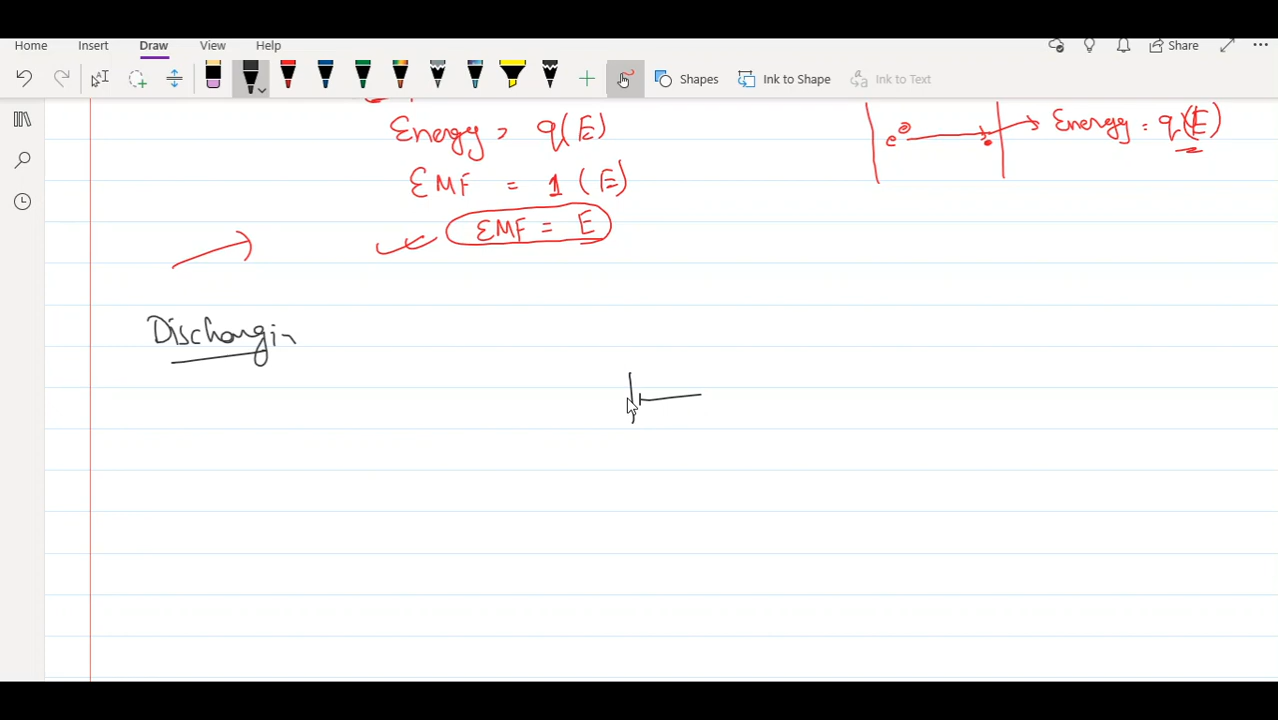 Home Insert Draw View Help Share
Shapes Ink to Shape Ink to Text
Energy = q(E)
Energy = q(E)
EMF = 1 (E)
EMF = E
Dischargin